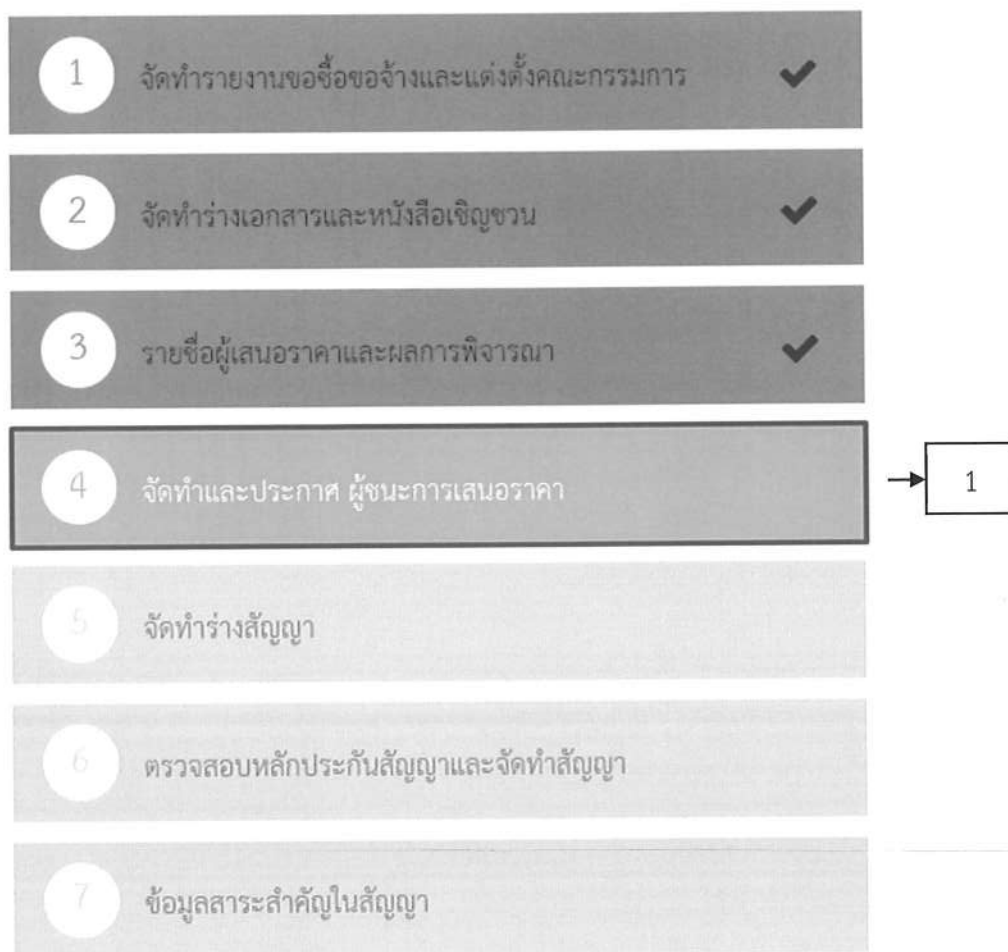 1 จัดทำรายงานขอซื้อขอจ้างและแต่งตั้งคณะกรรมการ
2 จัดทำร่างเอกสารและหนังสือเชิญชวน
3 รายชื่อผู้เสนอราคาและผลการพิจารณา
4 จัดทำและประกาศ ผู้ชนะการเสนอราคา
1
5 จัดทำร่างสัญญา
6 ตรวจสอบหลักประกันสัญญาและจัดทำสัญญา
7 ข้อมูลสาระสำคัญในสัญญา